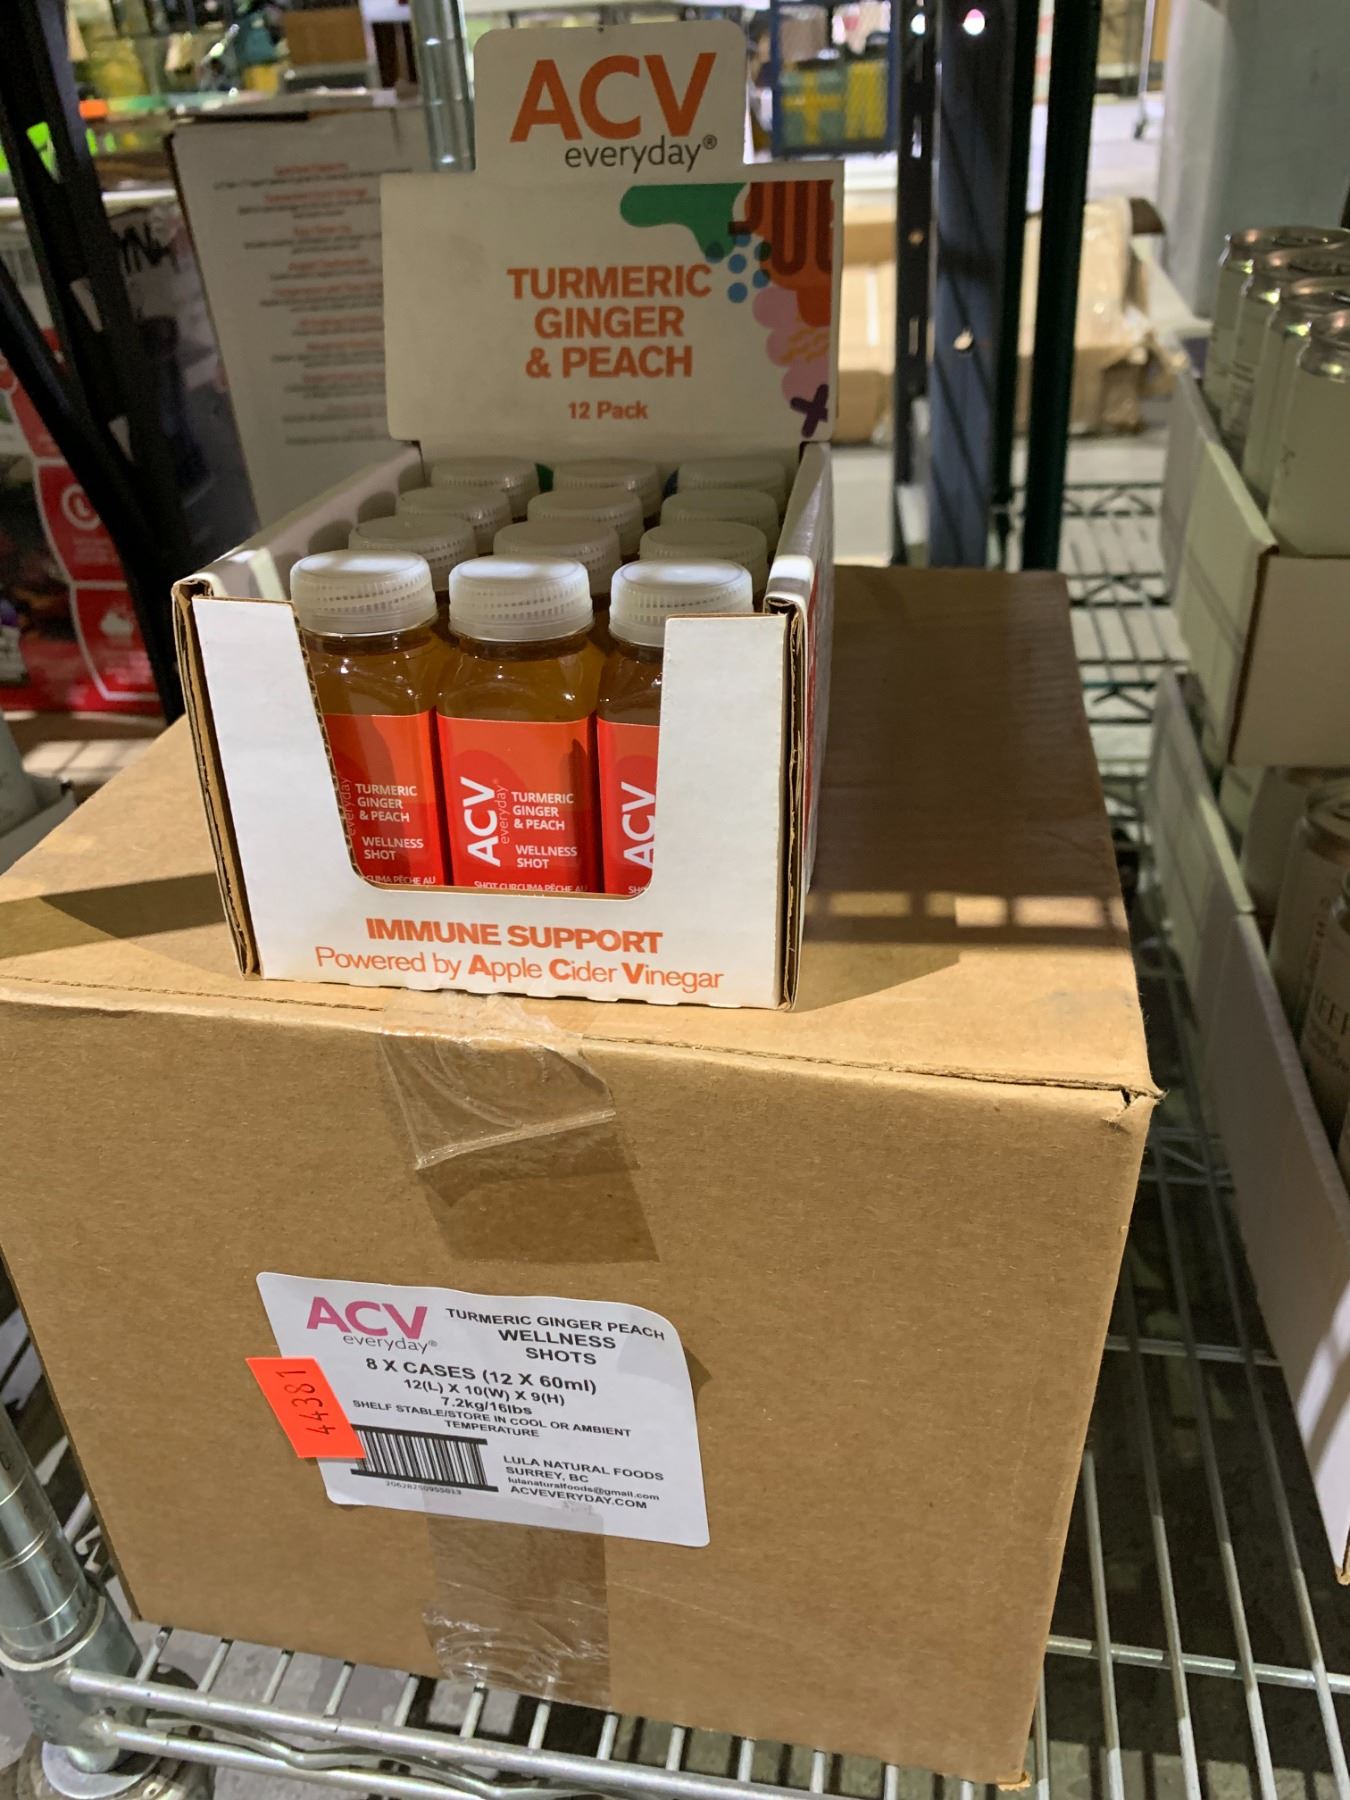 ACV
everyday®
TURMERIC
GINGER
& PEACH
12 Pack
everyday
TURMERIC
GINGER
& PEACH
WELLNESS
SHOT
ACV
everyday
TURMERIC
GINGER
& PEACH
WELLNESS
SHOT
SHOT CURCUMA PÊCHE AU
ACV
IMMUNE SUPPORT
Powered by Apple Cider Vinegar
ACV
everyday®
TURMERIC GINGER PEACH
WELLNESS
SHOTS
8 X CASES (12 X 60ml)
12(L) X 10(W) X 9(H)
7.2kg/16lbs
SHELF STABLE/STORE IN COOL OR AMBIENT
TEMPERATURE
LULA NATURAL FOODS
SURREY, BC
lulanaturalfoods@gmail.com
ACVEVERYDAY.COM
44381